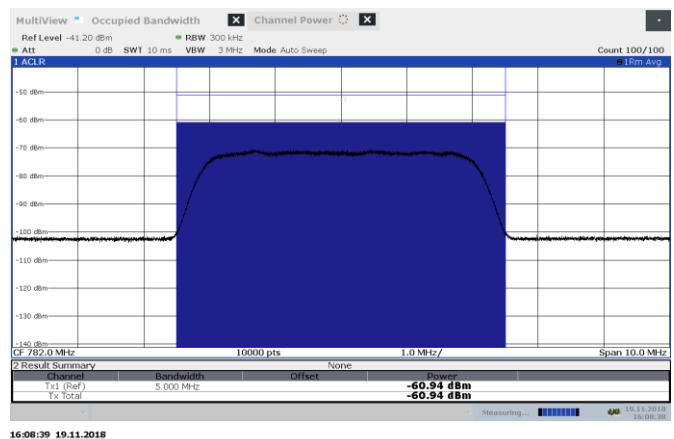 MultiView Occupied Bandwidth X Channel Power X
Ref Level -41.20 dBm RBW 300 kHz
Att 0 dB SWT 10 ms VBW 3 MHz Mode Auto Sweep Count 100/100
1 ACLR 1Rm Avg
-50 dBm
Tx1
-60 dBm
-70 dBm
-80 dBm
-90 dBm
-100 dBm
-110 dBm
-120 dBm
-130 dBm
-140 dBm
CF 782.0 MHz 10000 pts 1.0 MHz/ Span 10.0 MHz
2 Result Summary None
Channel Bandwidth Offset Power
Tx1 (Ref) 5.000 MHz -60.94 dBm
Tx Total -60.94 dBm
Measuring... 19.11.2018
16:08:38
16:08:39 19.11.2018